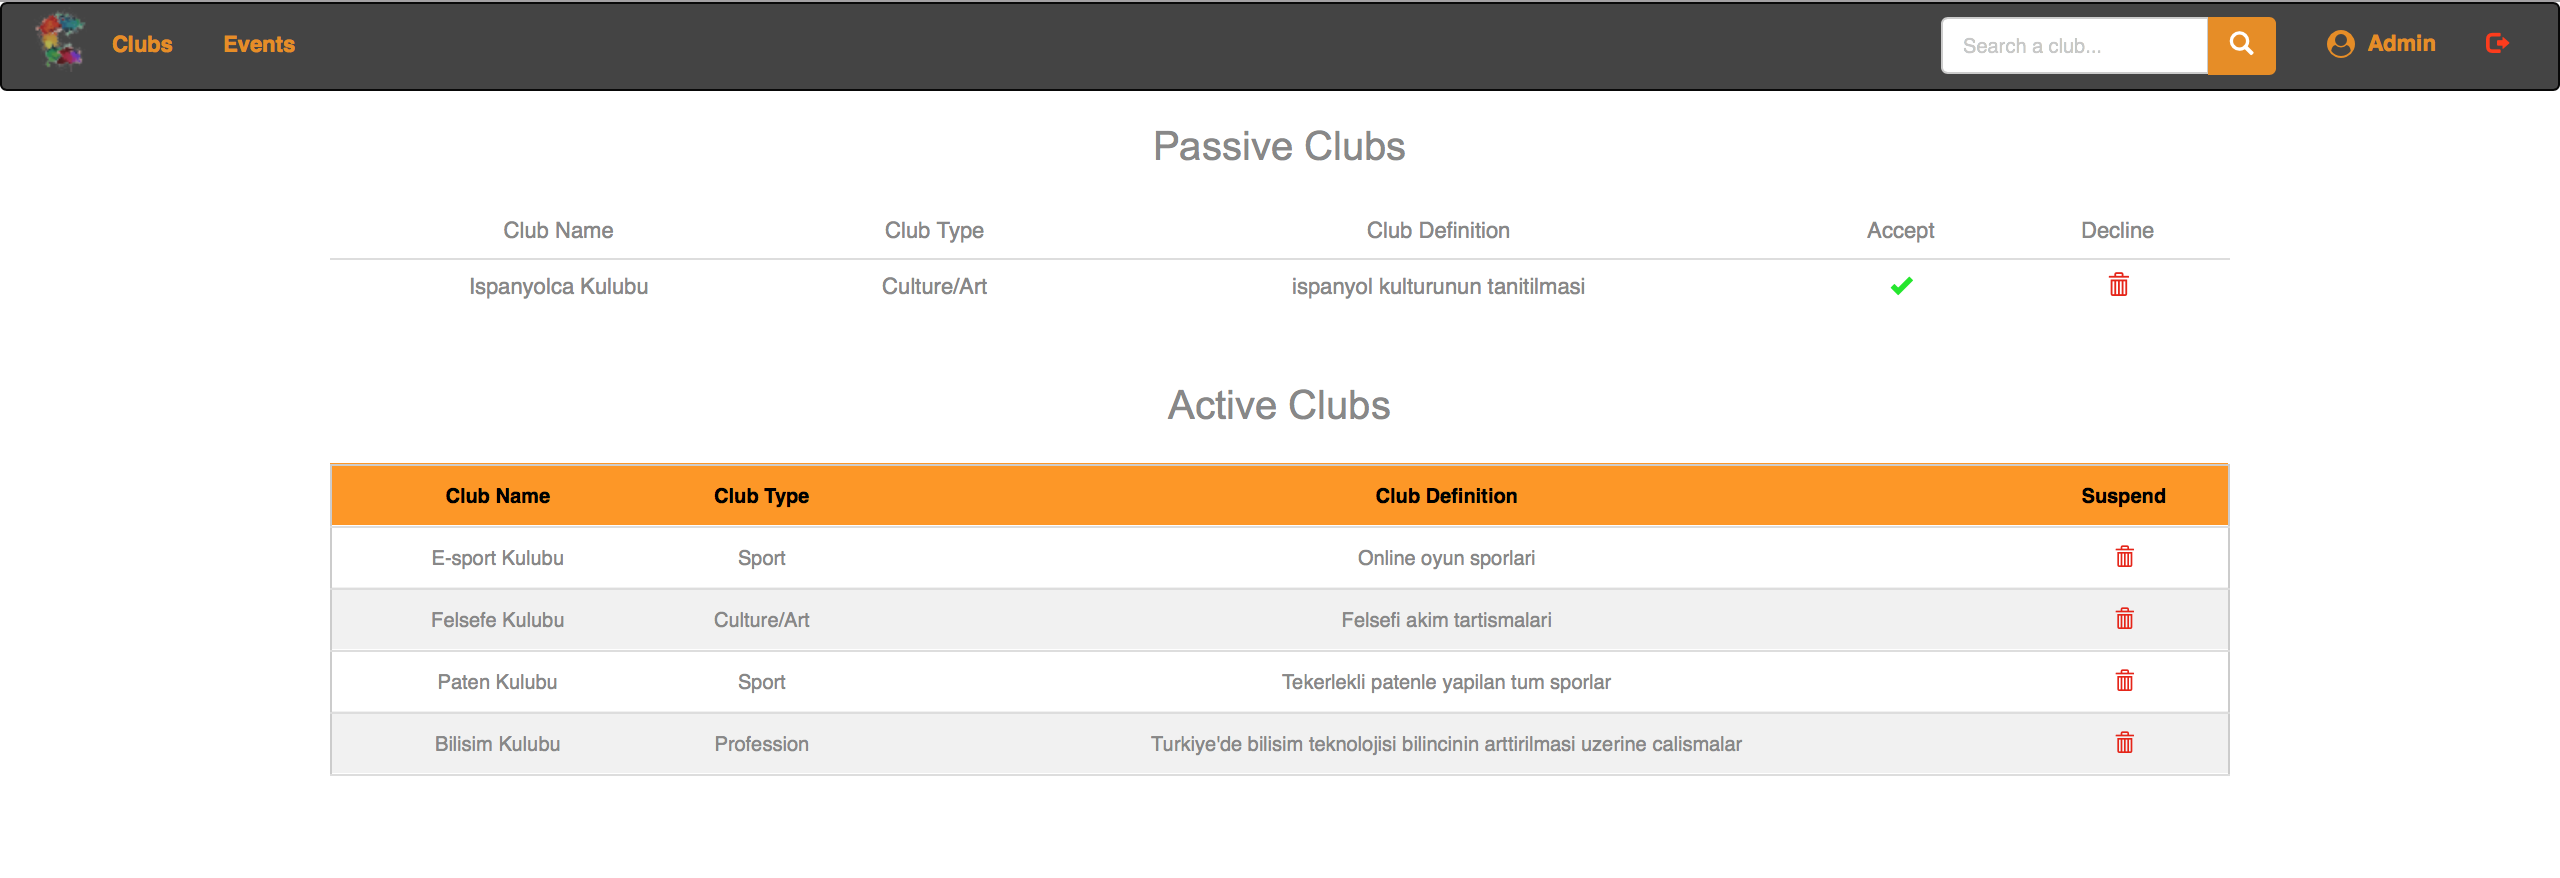 Clubs Events Search a club... Admin
Passive Clubs
Club Name Club Type Club Definition Accept Decline
Ispanyolca Kulubu Culture/Art ispanyol kulturunun tanitilmasi
Active Clubs
Club Name Club Type Club Definition Suspend
E-sport Kulubu Sport Online oyun sporlari
Felsefe Kulubu Culture/Art Felsefi akim tartismalari
Paten Kulubu Sport Tekerlekli patenle yapilan tum sporlar
Bilisim Kulubu Profession Turkiye'de bilisim teknolojisi bilincinin arttirilmasi uzerine calismalar